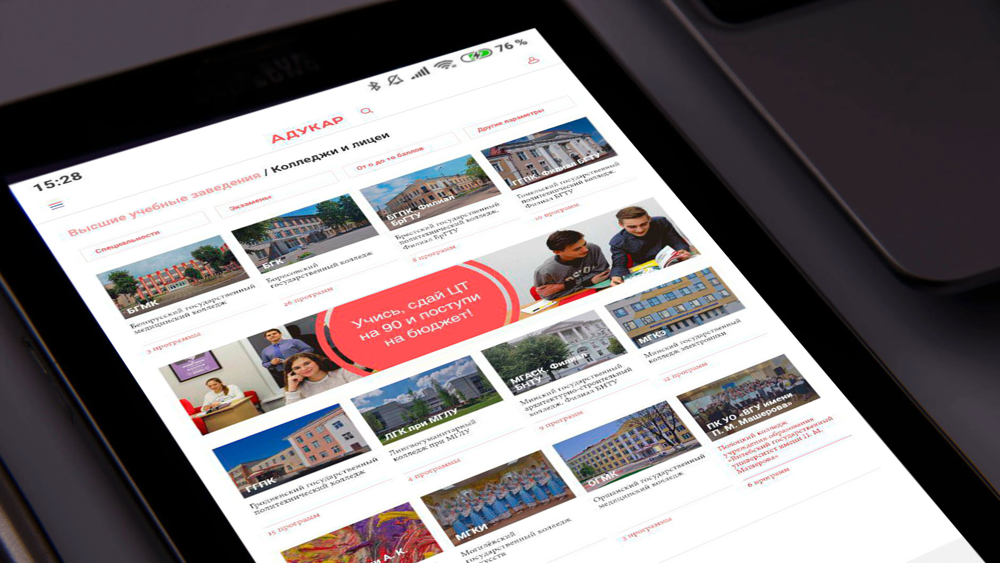 15:28
76 %
АДУКАР
Высшие учебные заведения / Колледжи и лицеи
Специальности
Экзамены
От 0 до 10 баллов
Другие параметры
БГМК
Белорусский государственный
медицинский колледж
3 программы
БГК
Борисовский
государственный колледж
26 программ
БГПК. Филиал
БрГТУ
Брестский государственный
политехнический колледж.
Филиал БрГТУ
8 программ
ГГПК. Филиал БГТУ
Гомельский государственный
политехнический колледж.
Филиал БГТУ
10 программ
Учись, сдай ЦТ
на 90 и поступи
на бюджет!
ГГПК
Гродненский государственный
политехнический колледж
15 программ
ЛГК при МГЛУ
Лингвогуманитарный
колледж при МГЛУ
4 программы
МГАСК. Филиал
БНТУ
Минский государственный
архитектурно-строительный
колледж. Филиал БНТУ
9 программ
МГКЭ
Минский государственный
колледж электроники
12 программ
А. К.
МГКИ
Могилёвский
государственный колледж
ОГМК
Оршанский государственный
медицинский колледж
3 программы
ПК УО «ВГУ имени
П. М. Машерова»
Полоцкий колледж
учреждения образования
«Витебский государственный
университет имени П. М.
Машерова»
6 программ